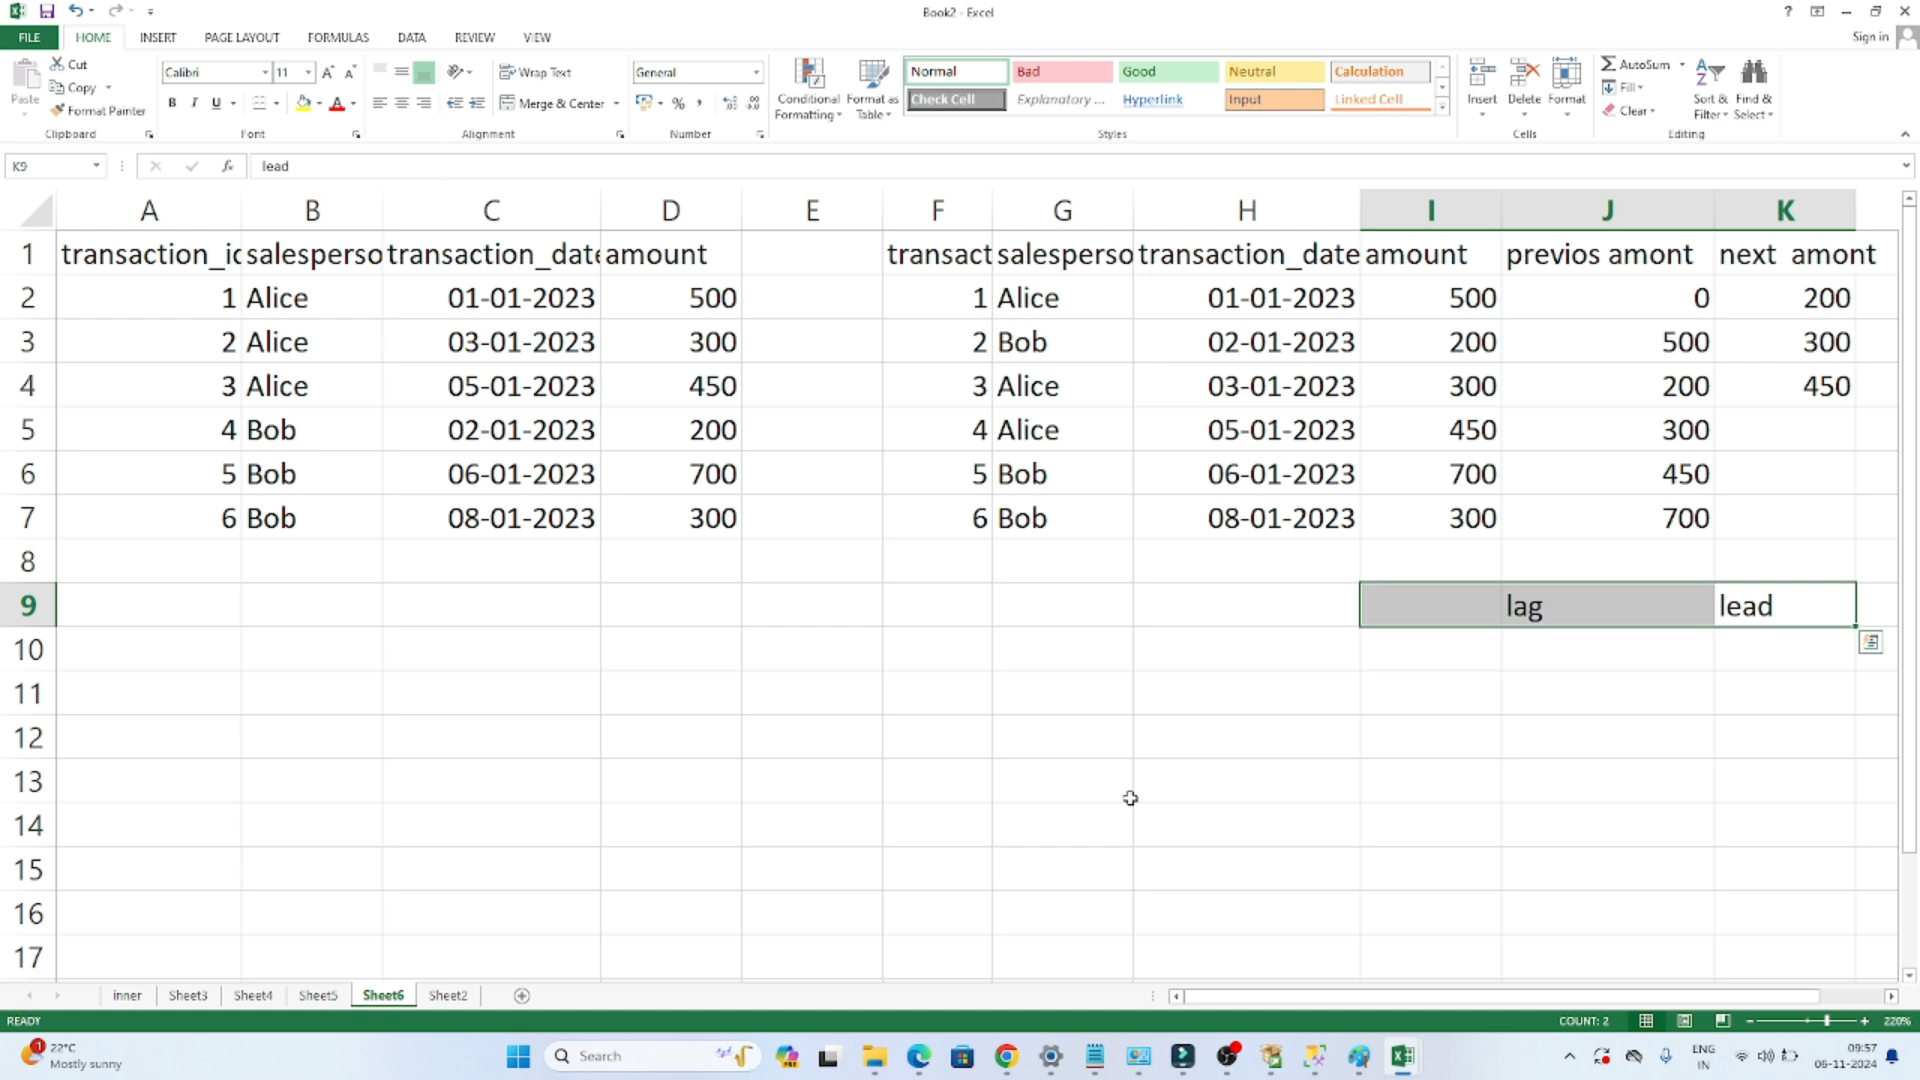 Book2 - Excel
Sign in
FILE HOME INSERT PAGE LAYOUT FORMULAS DATA REVIEW VIEW
Cut
Copy
Format Painter
Paste
Clipboard
Calibri 11
B I U
Font
Wrap Text
Merge & Center
Alignment
General
Number
Conditional Formatting
Format as Table
Normal Bad Good Neutral Calculation
Check Cell Explanatory ... Hyperlink Input Linked Cell
Styles
Insert Delete Format
Cells
AutoSum
Fill
Clear
Sort & Filter
Find & Select
Editing
K9 lead
A B C D E F G H I J K
1 transaction_ic salesperso transaction_date amount transact salesperso transaction_date amount previos amont next amont
2 1 Alice 01-01-2023 500 1 Alice 01-01-2023 500 0 200
3 2 Alice 03-01-2023 300 2 Bob 02-01-2023 200 500 300
4 3 Alice 05-01-2023 450 3 Alice 03-01-2023 300 200 450
5 4 Bob 02-01-2023 200 4 Alice 05-01-2023 450 300
6 5 Bob 06-01-2023 700 5 Bob 06-01-2023 700 450
7 6 Bob 08-01-2023 300 6 Bob 08-01-2023 300 700
8
9 lag lead
10
11
12
13
14
15
16
17
inner Sheet3 Sheet4 Sheet5 Sheet6 Sheet2
READY COUNT: 2 220%
22°C
Mostly sunny
Search
ENG
IN
09:57
06-11-2024